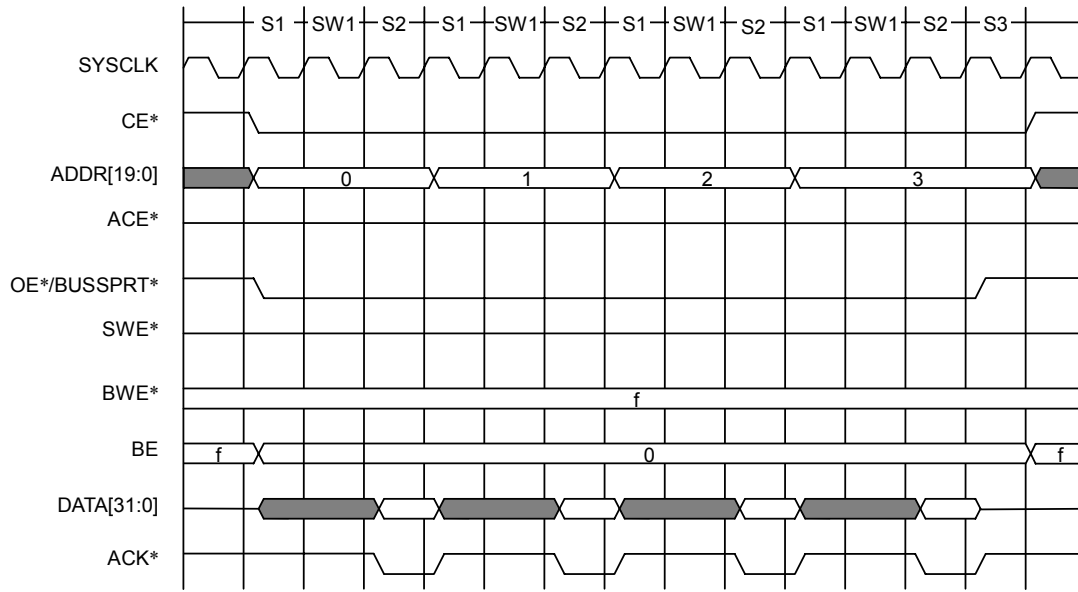 S1 SW1 S2 S1 SW1 S2 S1 SW1 S2 S1 SW1 S2 S3
SYSCLK
CE*
ADDR[19:0] 0 1 2 3
ACE*
OE*/BUSSPRT*
SWE*
BWE* f
BE f 0 f
DATA[31:0]
ACK*